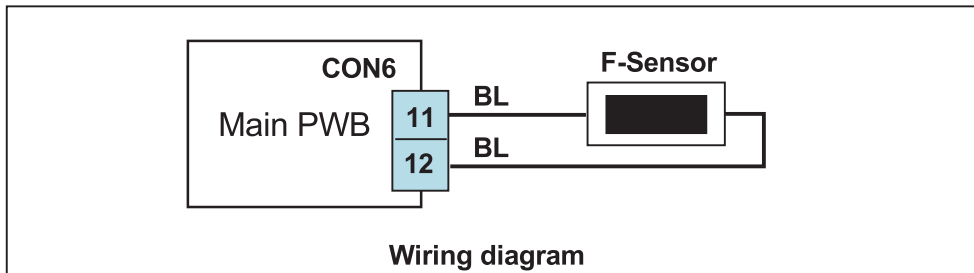 F-Sensor
CON6
BL
Main PWB
11
BL
12
Wiring diagram